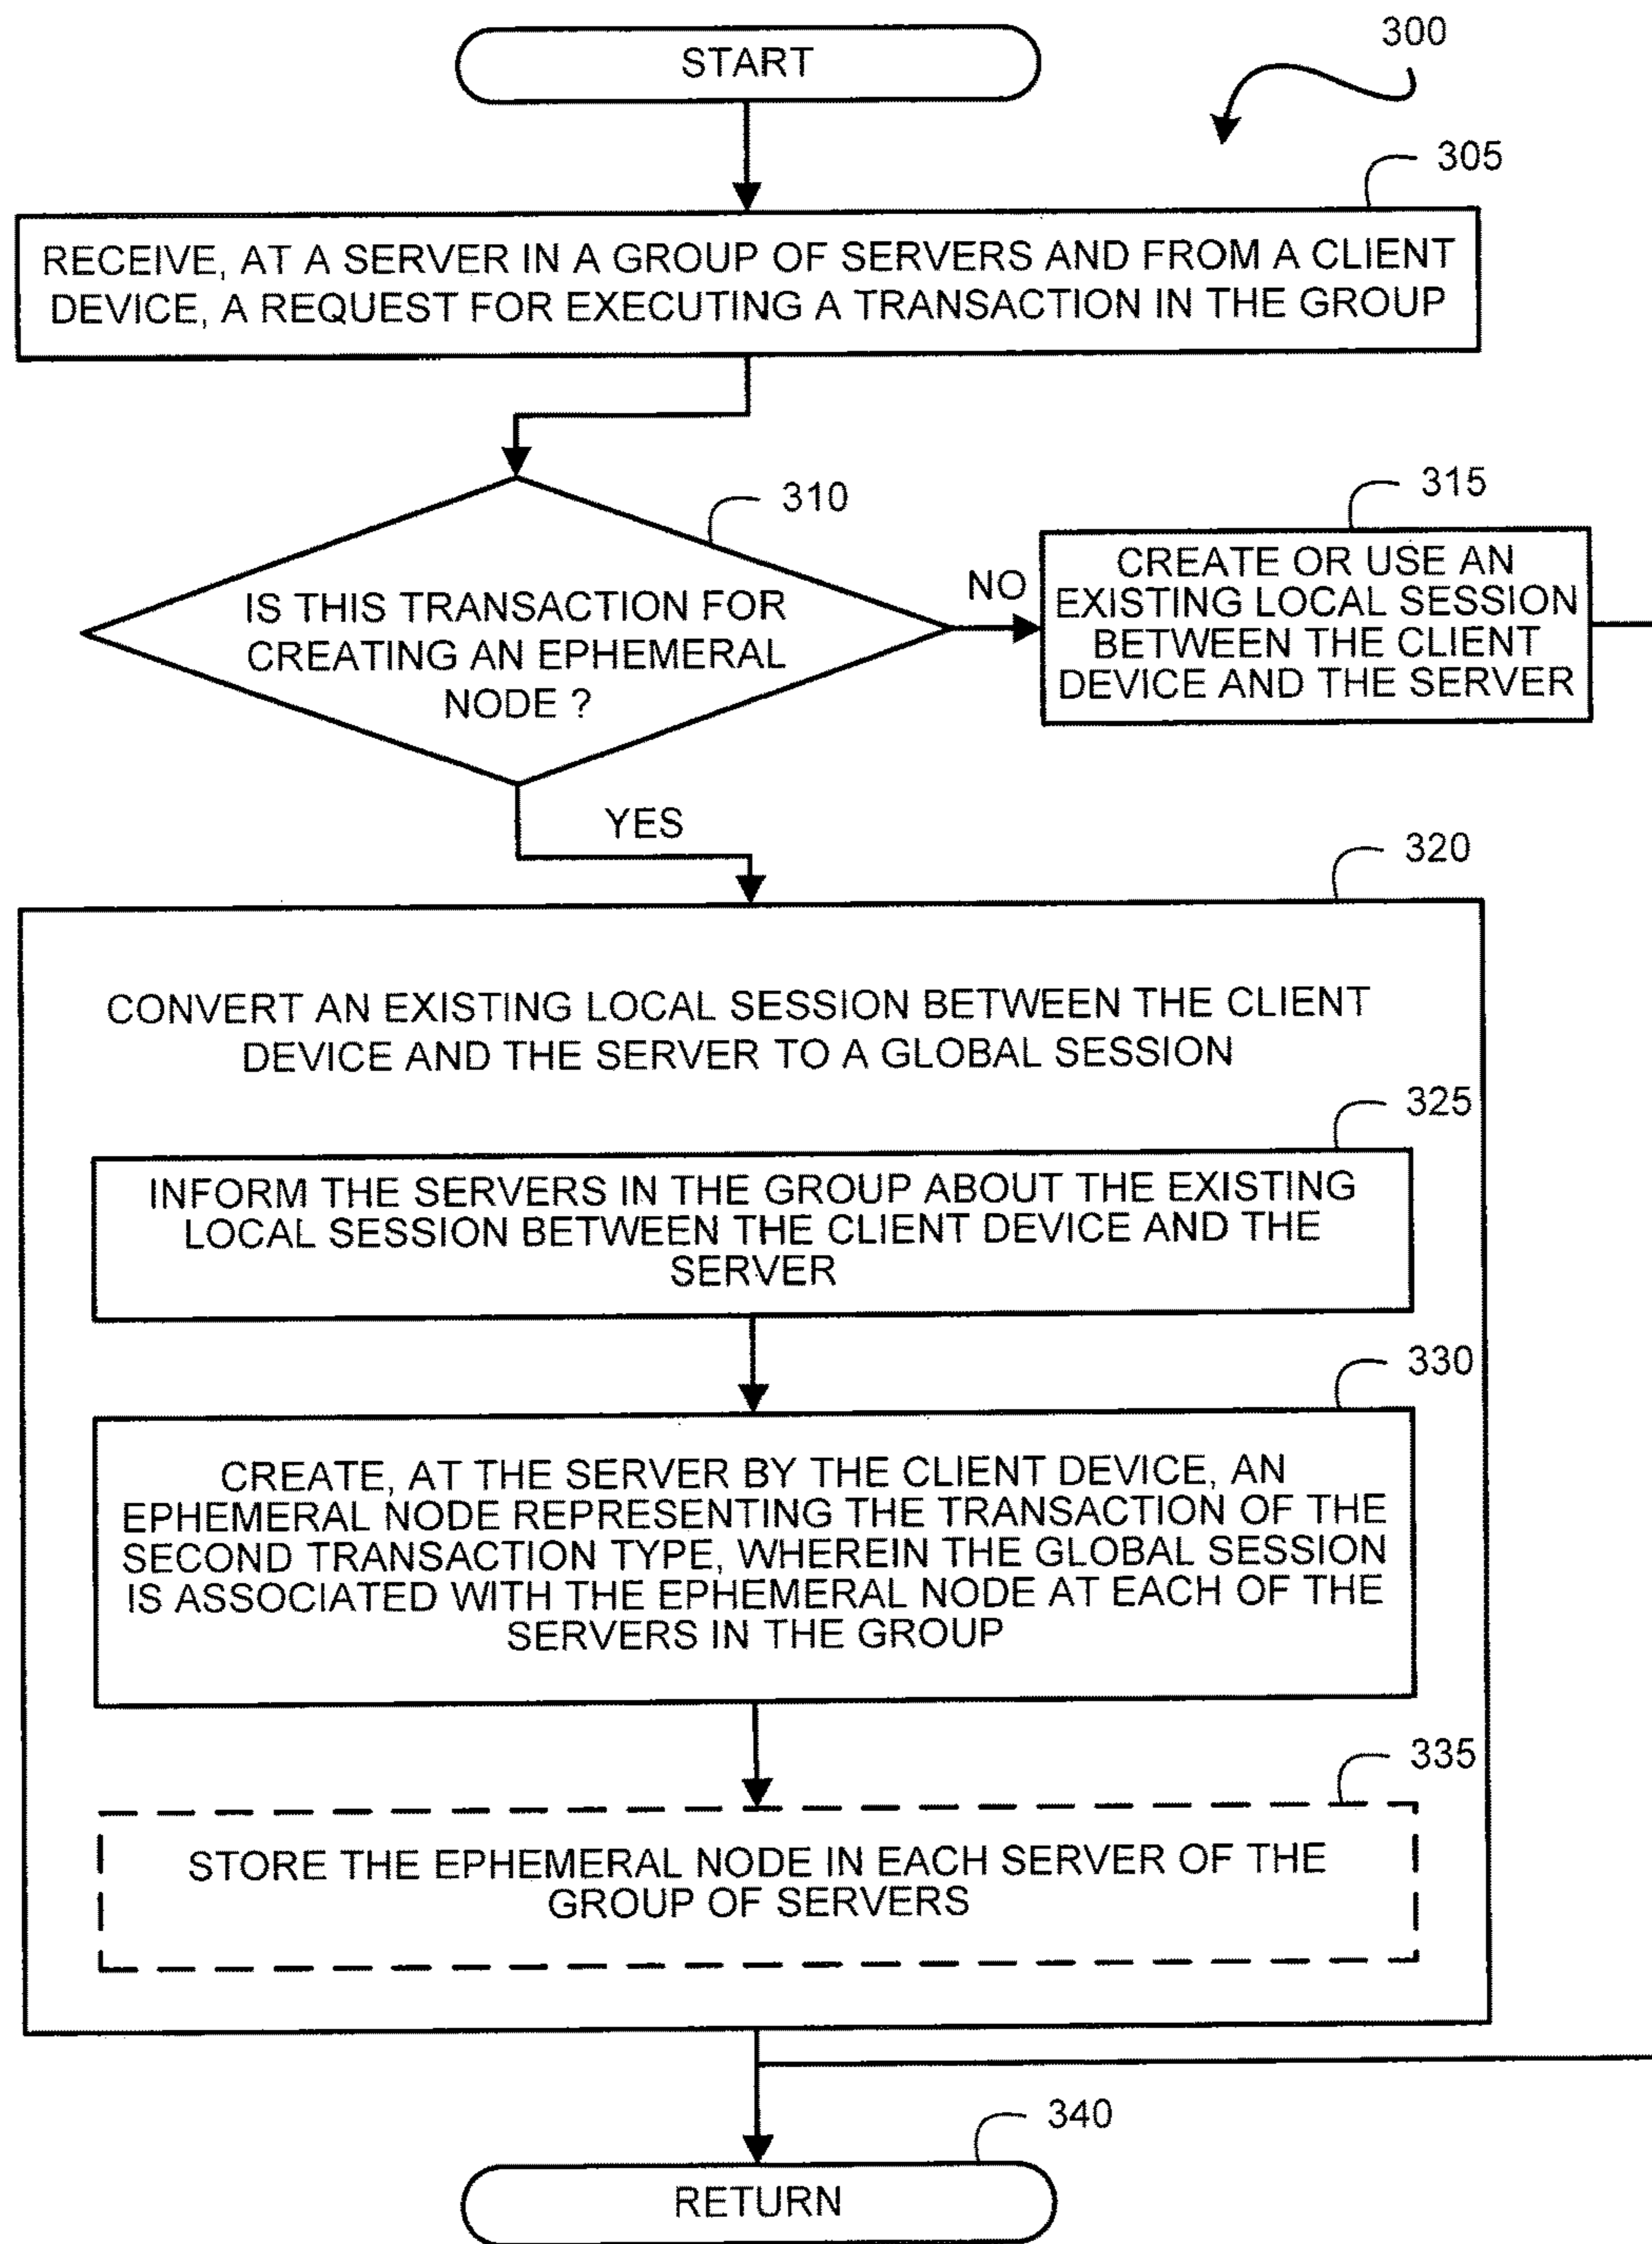 START
300
305
RECEIVE, AT A SERVER IN A GROUP OF SERVERS AND FROM A CLIENT
DEVICE, A REQUEST FOR EXECUTING A TRANSACTION IN THE GROUP
310
IS THIS TRANSACTION FOR
CREATING AN EPHEMERAL
NODE ?
NO
315
CREATE OR USE AN
EXISTING LOCAL SESSION
BETWEEN THE CLIENT
DEVICE AND THE SERVER
YES
320
CONVERT AN EXISTING LOCAL SESSION BETWEEN THE CLIENT
DEVICE AND THE SERVER TO A GLOBAL SESSION
325
INFORM THE SERVERS IN THE GROUP ABOUT THE EXISTING
LOCAL SESSION BETWEEN THE CLIENT DEVICE AND THE
SERVER
330
CREATE, AT THE SERVER BY THE CLIENT DEVICE, AN
EPHEMERAL NODE REPRESENTING THE TRANSACTION OF THE
SECOND TRANSACTION TYPE, WHEREIN THE GLOBAL SESSION
IS ASSOCIATED WITH THE EPHEMERAL NODE AT EACH OF THE
SERVERS IN THE GROUP
335
STORE THE EPHEMERAL NODE IN EACH SERVER OF THE
GROUP OF SERVERS
340
RETURN